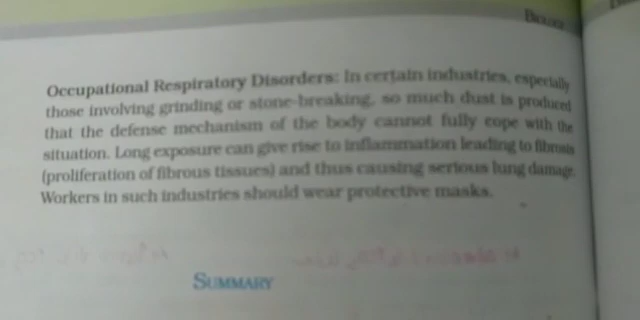 BIOLOGY
Occupational Respiratory Disorders: In certain industries, especially
those involving grinding or stone-breaking, so much dust is produced
that the defense mechanism of the body cannot fully cope with the
situation. Long exposure can give rise to inflammation leading to fibrosis
(proliferation of fibrous tissues) and thus causing serious lung damage.
Workers in such industries should wear protective masks.
SUMMARY